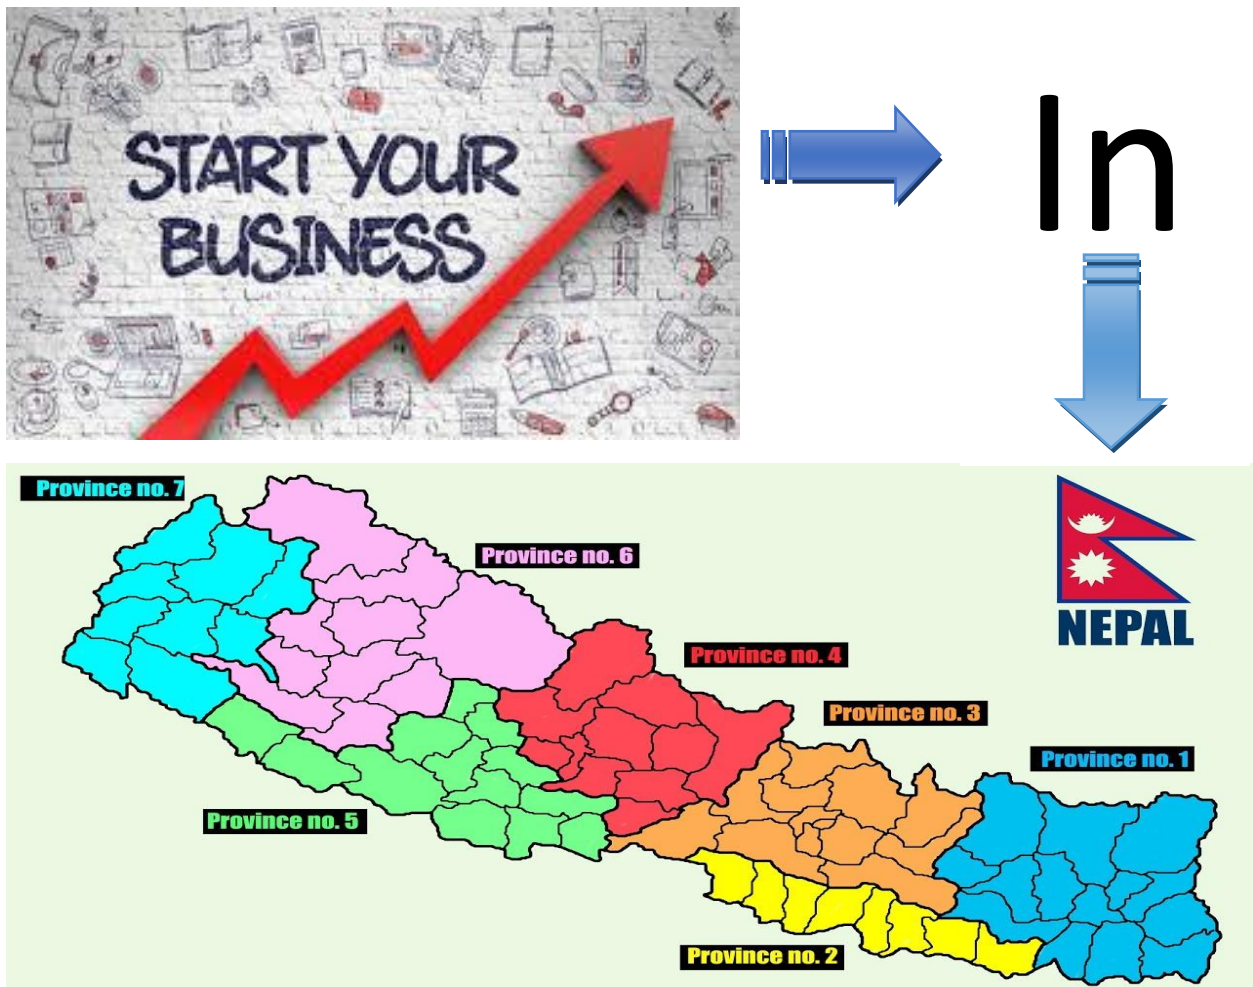 START YOUR
BUSINESS
In
Province no. 7
Province no. 6
NEPAL
Province no. 4
Province no. 3
Province no. 1
Province no. 5
Province no. 2